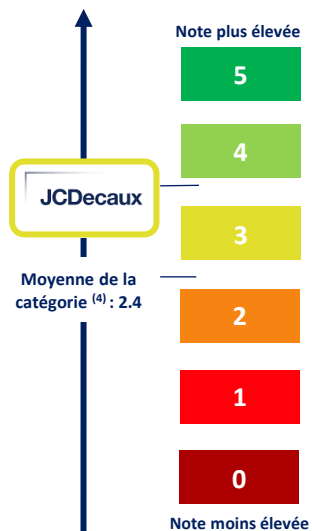 Note plus élevée
5
4
JCDecaux
3
Moyenne de la
catégorie (4) : 2.4
2
1
0
Note moins élevée